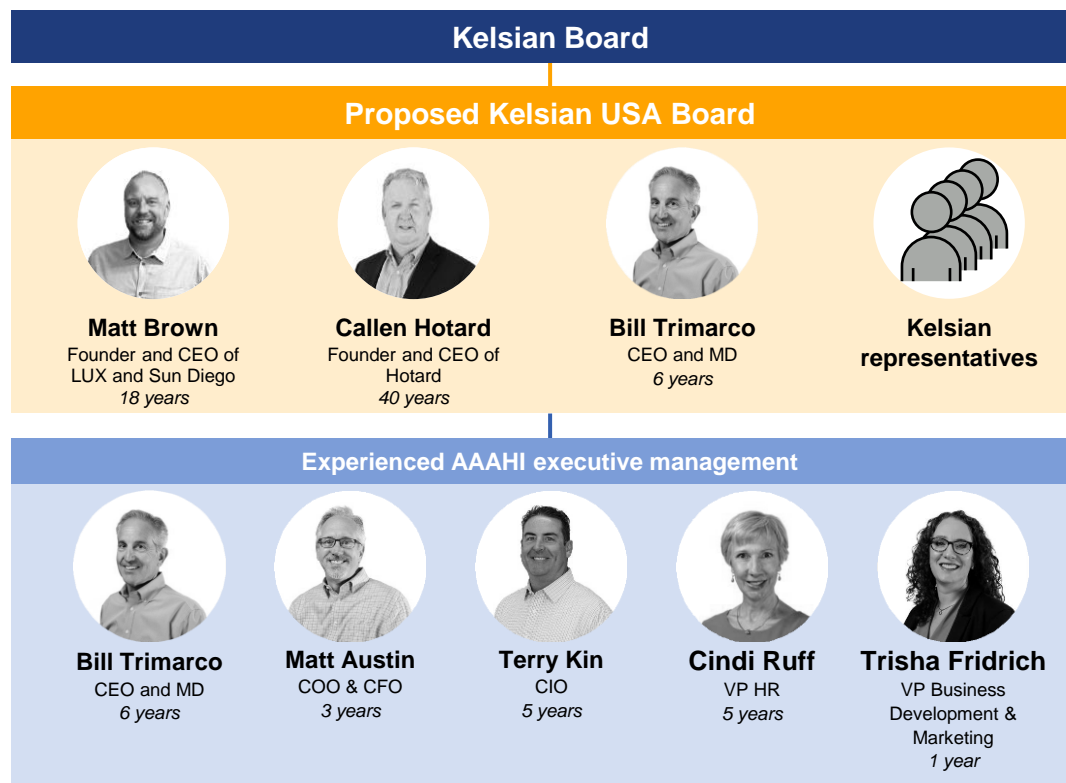 Kelsian Board
Proposed Kelsian USA Board
Matt Brown
Founder and CEO of
LUX and Sun Diego
18 years
Callen Hotard
Founder and CEO of
Hotard
40 years
Bill Trimarco
CEO and MD
6 years
Kelsian
representatives
Experienced AAAHI executive management
Bill Trimarco
CEO and MD
6 years
Matt Austin
COO & CFO
3 years
Terry Kin
CIO
5 years
Cindi Ruff
VP HR
5 years
Trisha Fridrich
VP Business
Development &
Marketing
1 year